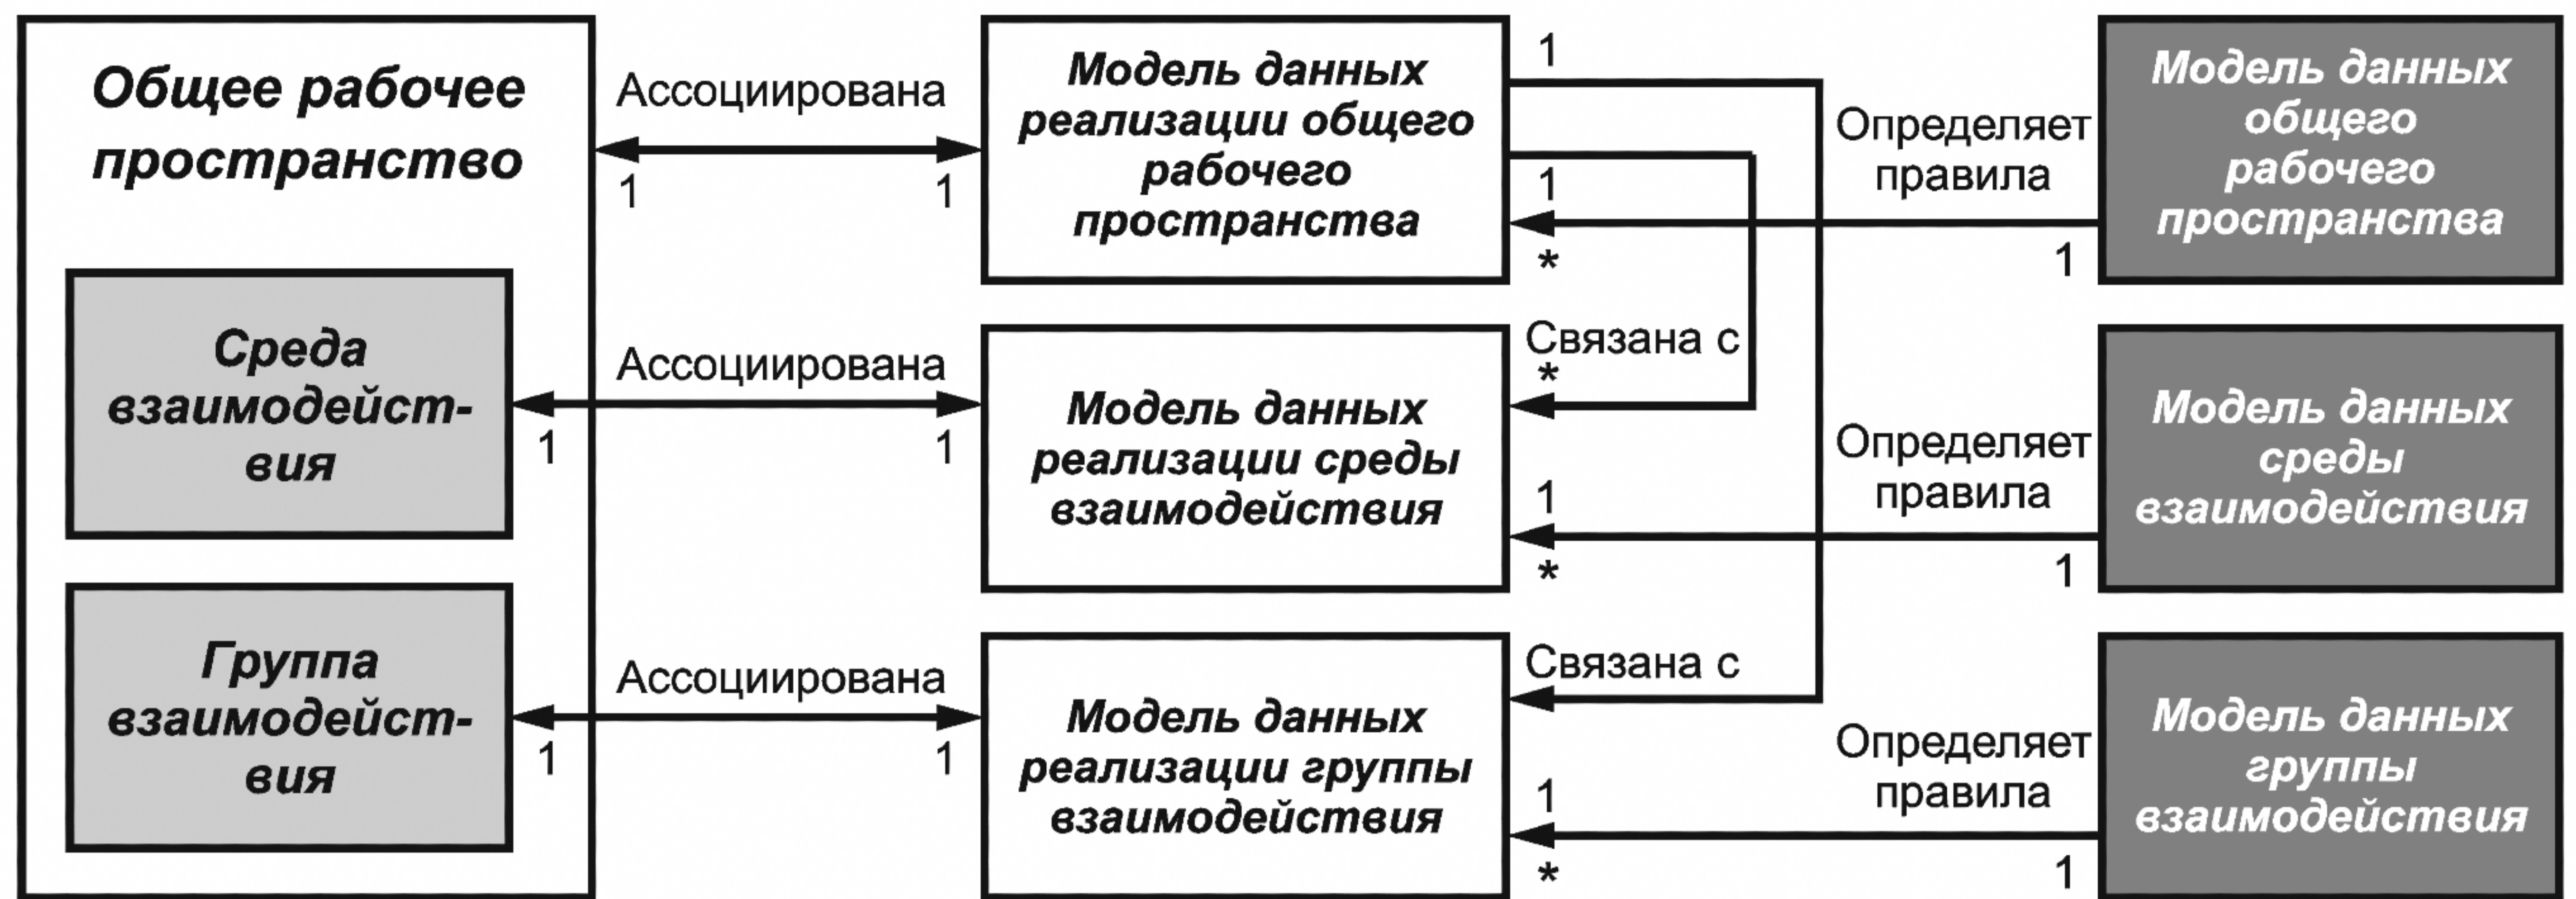 Общее рабочее
пространство
Среда
взаимодейст-
вия
Группа
взаимодейст-
вия
Ассоциирована
1
1
Ассоциирована
1
1
Ассоциирована
1
1
Модель данных
реализации общего
рабочего
пространства
Модель данных
реализации среды
взаимодействия
Модель данных
реализации группы
взаимодействия
1
1
*
Связана с
*
1
*
Связана с
1
*
Определяет
правила
1
Определяет
правила
1
Определяет
правила
1
Модель данных
общего
рабочего
пространства
Модель данных
среды
взаимодействия
Модель данных
группы
взаимодействия